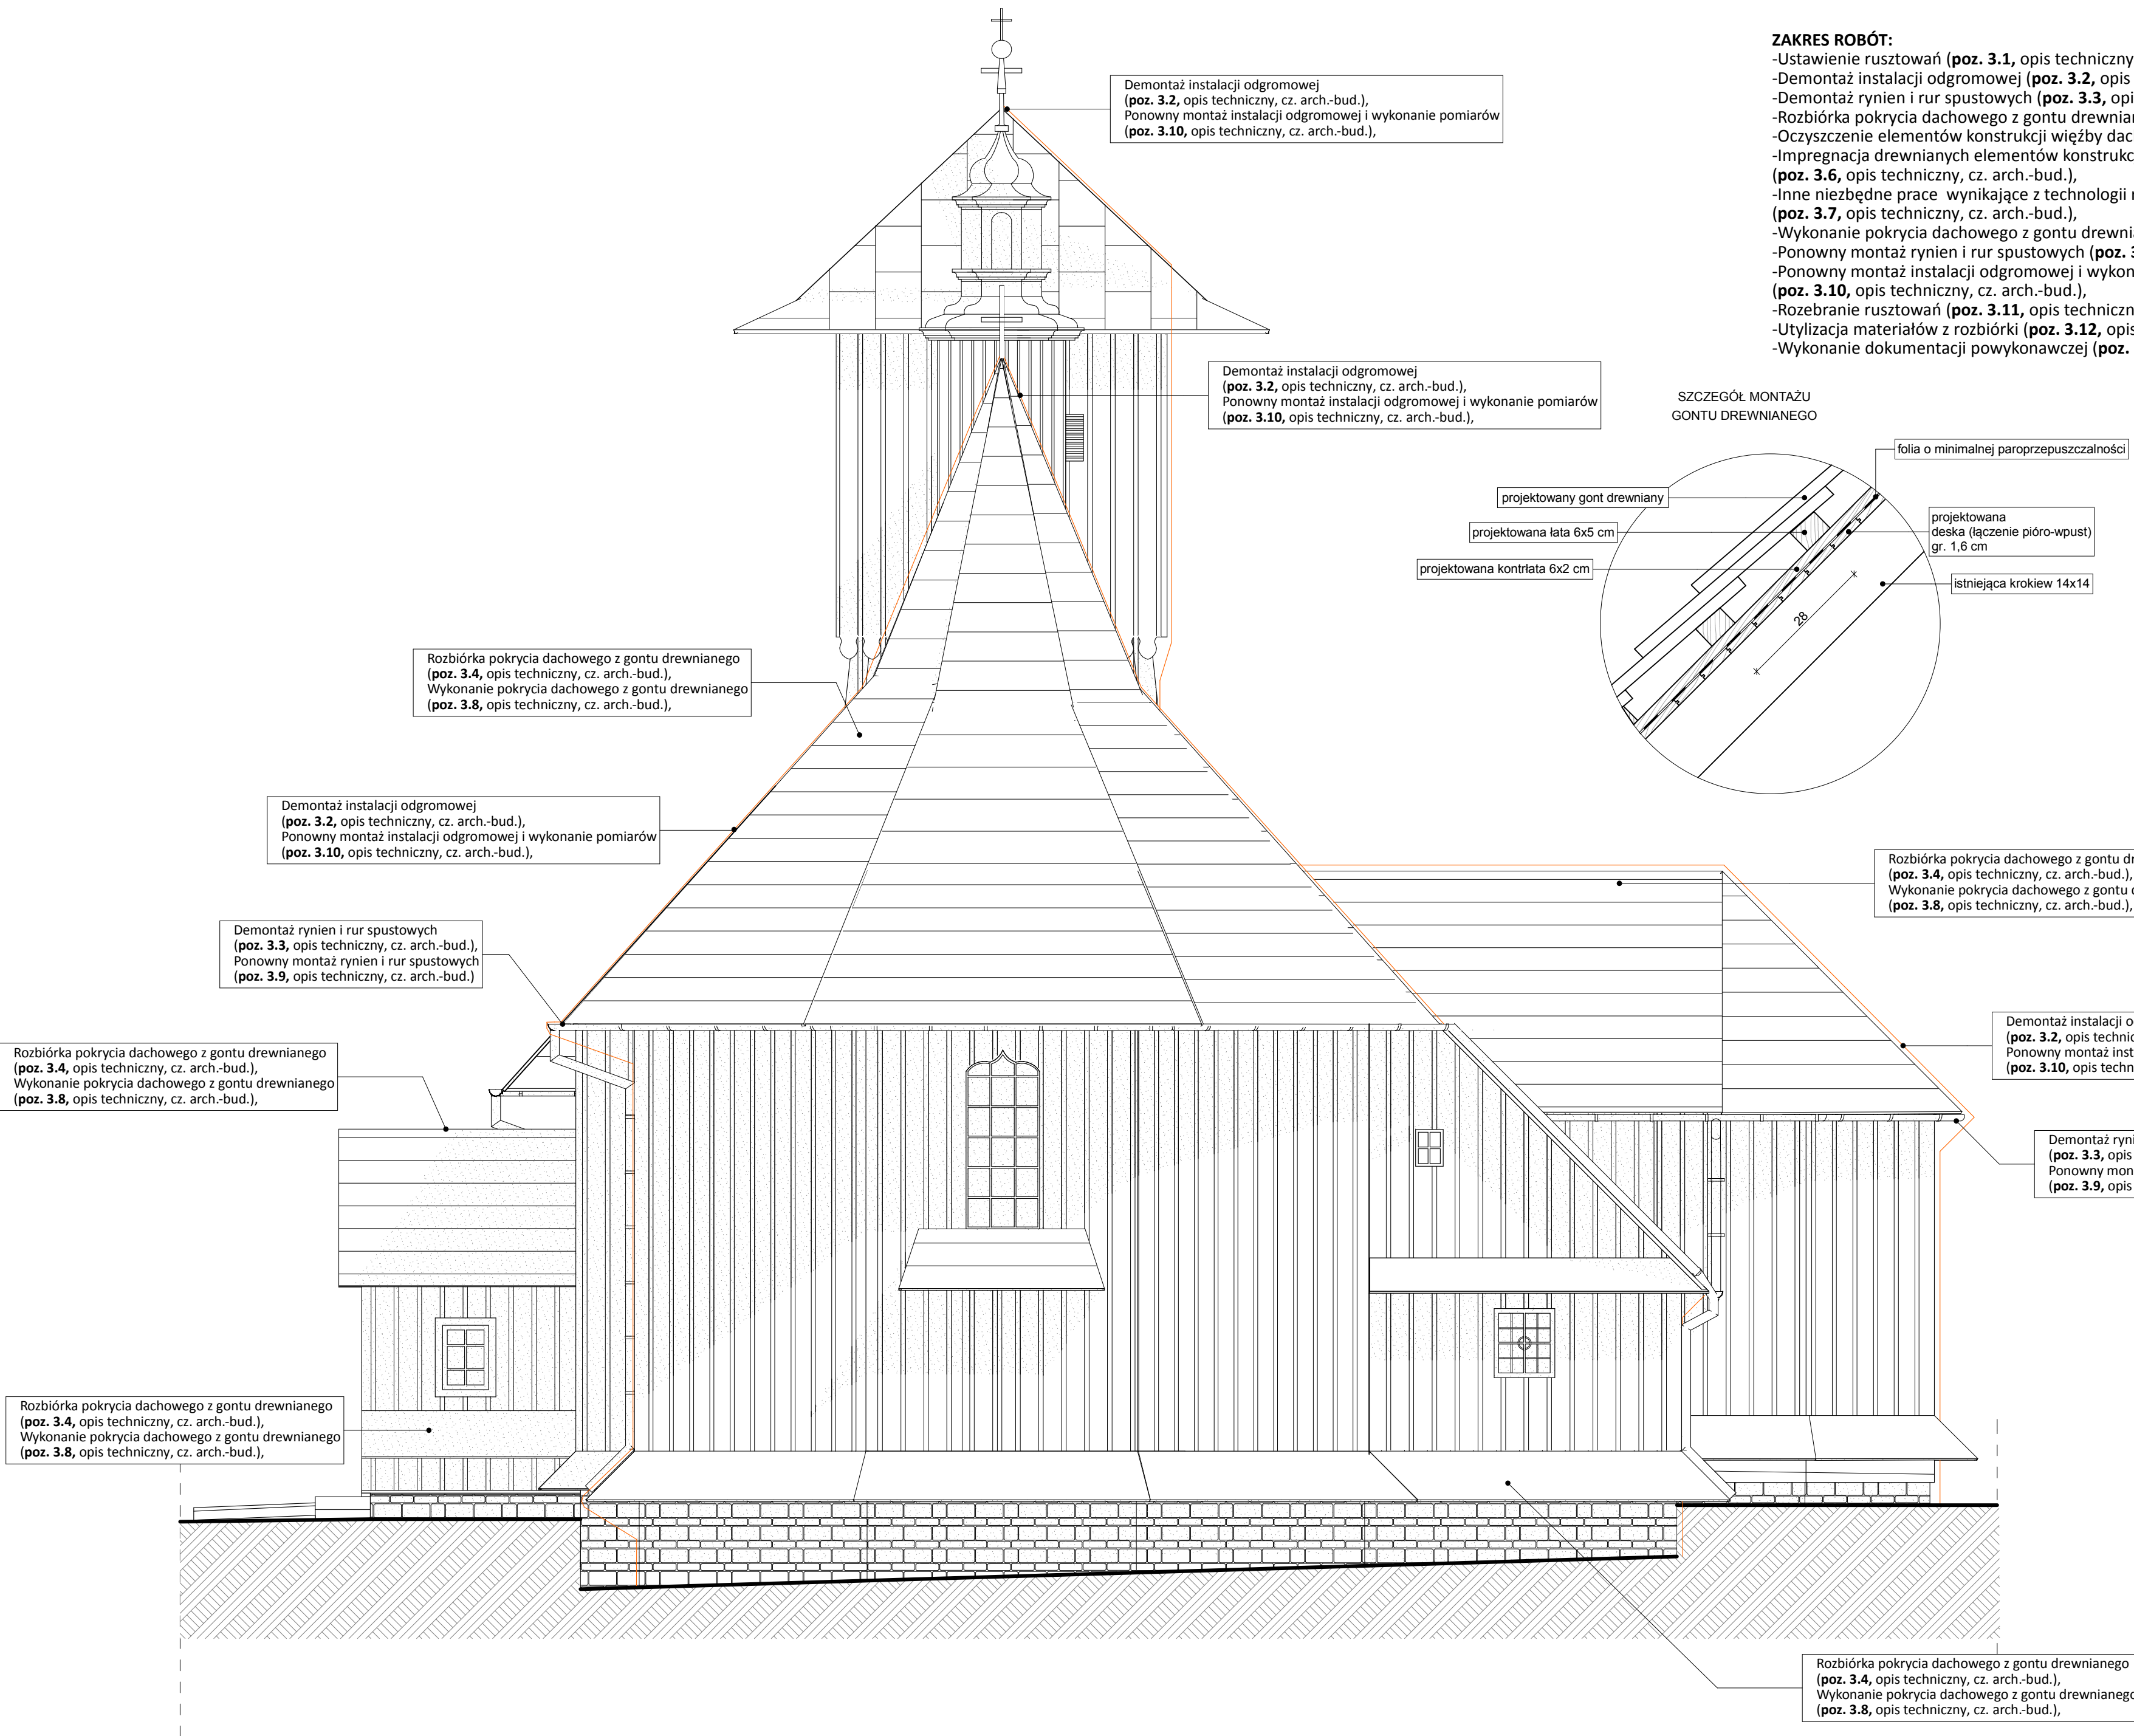 ZAKRES ROBÓT:
-Ustawienie rusztowań (poz. 3.1, opis techniczny
-Demontaż instalacji odgromowej (poz. 3.2, opis
-Demontaż rynien i rur spustowych (poz. 3.3,
-Rozbiórka pokrycia dachowego z gontu
-Oczyszczenie elementów konstrukcji więźby
-Impregnacja drewnianych elementów
(poz. 3.6, opis techniczny, cz. arch.-bud.),
-Inne niezbędne prace wynikające z technologii
(poz. 3.7, opis techniczny, cz. arch.-bud.),
-Wykonanie pokrycia dachowego z gontu
-Ponowny montaż rynien i rur spustowych (poz.
-Ponowny montaż instalacji odgromowej i
(poz. 3.10, opis techniczny, cz. arch.-bud.),
-Rozebranie rusztowań (poz. 3.11, opis
-Utylizacja materiałów z rozbiórki (poz. 3.12,
-Wykonanie dokumentacji powykonawczej (poz.
Demontaż instalacji odgromowej
(poz. 3.2, opis techniczny, cz. arch.-bud.),
Ponowny montaż instalacji odgromowej i wykonanie pomiarów
(poz. 3.10, opis techniczny, cz. arch.-bud.),
Demontaż instalacji odgromowej
(poz. 3.2, opis techniczny, cz. arch.-bud.),
Ponowny montaż instalacji odgromowej i wykonanie pomiarów
(poz. 3.10, opis techniczny, cz. arch.-bud.),
SZCZEGÓŁ MONTAŻU
GONTU DREWNIANEGO
folia o minimalnej paroprzepuszczalności
projektowany gont drewniany
projektowana łata 6x5 cm
projektowana kontrłata 6x2 cm
projektowana
deska (łączenie pióro-wpust)
gr. 1,6 cm
istniejąca krokiew 14x14
28
Rozbiórka pokrycia dachowego z gontu drewnianego
(poz. 3.4, opis techniczny, cz. arch.-bud.),
Wykonanie pokrycia dachowego z gontu drewnianego
(poz. 3.8, opis techniczny, cz. arch.-bud.),
Demontaż instalacji odgromowej
(poz. 3.2, opis techniczny, cz. arch.-bud.),
Ponowny montaż instalacji odgromowej i wykonanie pomiarów
(poz. 3.10, opis techniczny, cz. arch.-bud.),
Rozbiórka pokrycia dachowego z gontu
(poz. 3.4, opis techniczny, cz. arch.-bud.),
Wykonanie pokrycia dachowego z gontu
(poz. 3.8, opis techniczny, cz. arch.-bud.),
Demontaż rynien i rur spustowych
(poz. 3.3, opis techniczny, cz. arch.-bud.),
Ponowny montaż rynien i rur spustowych
(poz. 3.9, opis techniczny, cz. arch.-bud.)
Demontaż instalacji
(poz. 3.2, opis
Ponowny montaż
(poz. 3.10, opis
Rozbiórka pokrycia dachowego z gontu drewnianego
(poz. 3.4, opis techniczny, cz. arch.-bud.),
Wykonanie pokrycia dachowego z gontu drewnianego
(poz. 3.8, opis techniczny, cz. arch.-bud.),
Demontaż
(poz. 3.3, opis
Ponowny
(poz. 3.9, opis
Rozbiórka pokrycia dachowego z gontu drewnianego
(poz. 3.4, opis techniczny, cz. arch.-bud.),
Wykonanie pokrycia dachowego z gontu drewnianego
(poz. 3.8, opis techniczny, cz. arch.-bud.),
Rozbiórka pokrycia dachowego z gontu drewnianego
(poz. 3.4, opis techniczny, cz. arch.-bud.),
Wykonanie pokrycia dachowego z gontu drewnianego
(poz. 3.8, opis techniczny, cz. arch.-bud.),